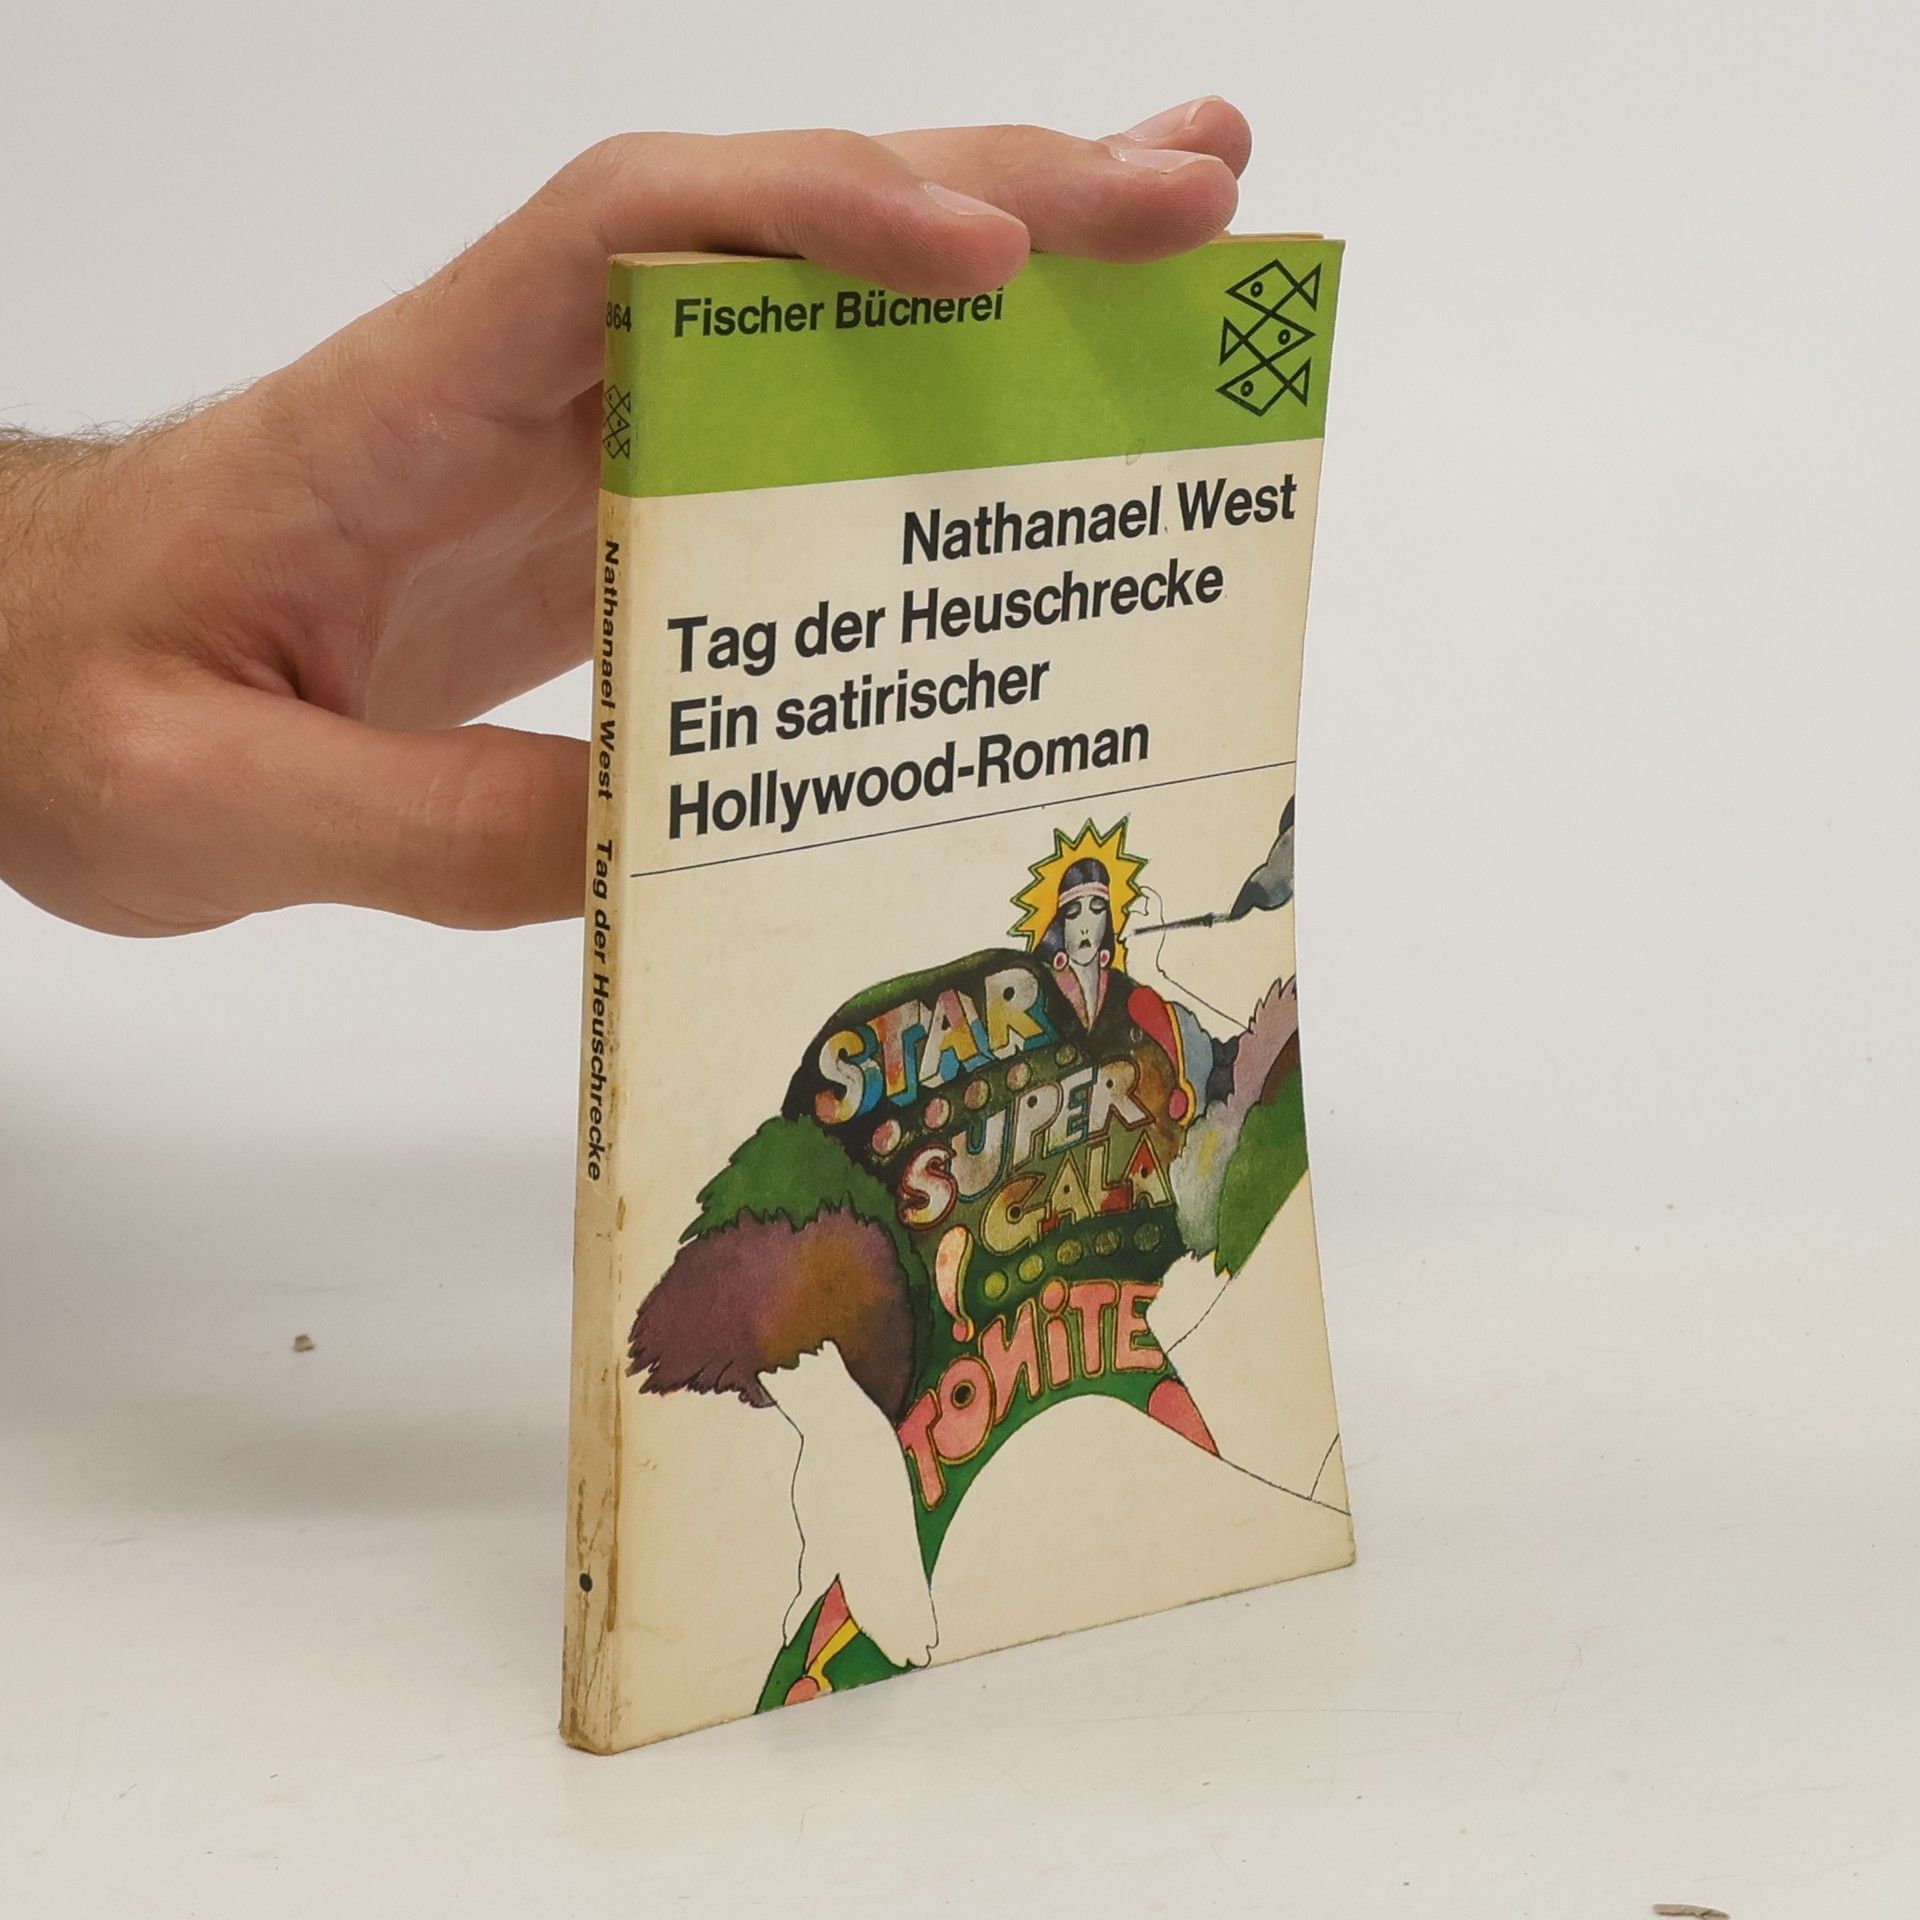 864
Fischer Bücherei
Nathanael West
Tag der Heuschrecke
Ein satirischer
Hollywood-Roman
STAR
SUPER
GALA
!
TONITE
Nathanael West Tag der Heuschrecke